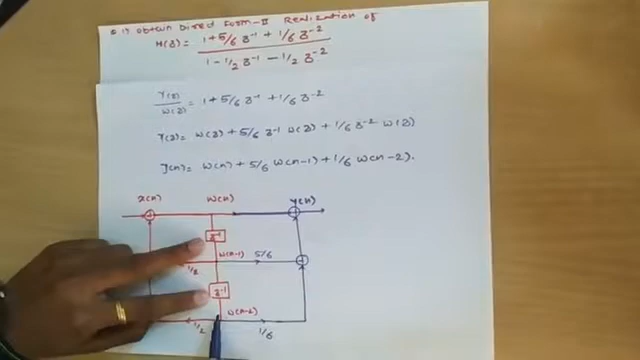 Q 1) Obtain Direct Form-II Realization of
H(z) = 1+5/6 z⁻¹ + 1/6 z⁻²
1 - 1/2 z⁻¹ - 1/2 z⁻²
Y(z)/W(z) = 1+5/6 z⁻¹ +1/6 z⁻²
Y(z)= W(z) + 5/6 z⁻¹ W(z) + 1/6 z⁻² W(z)
y(n)= W(n) + 5/6 W(n-1) + 1/6 W(n-2).
x(n) W(n) y(n)
+ +
z⁻¹
1/2 W(n-1) 5/6 +
z⁻¹
W(n-2)
1/2 1/6